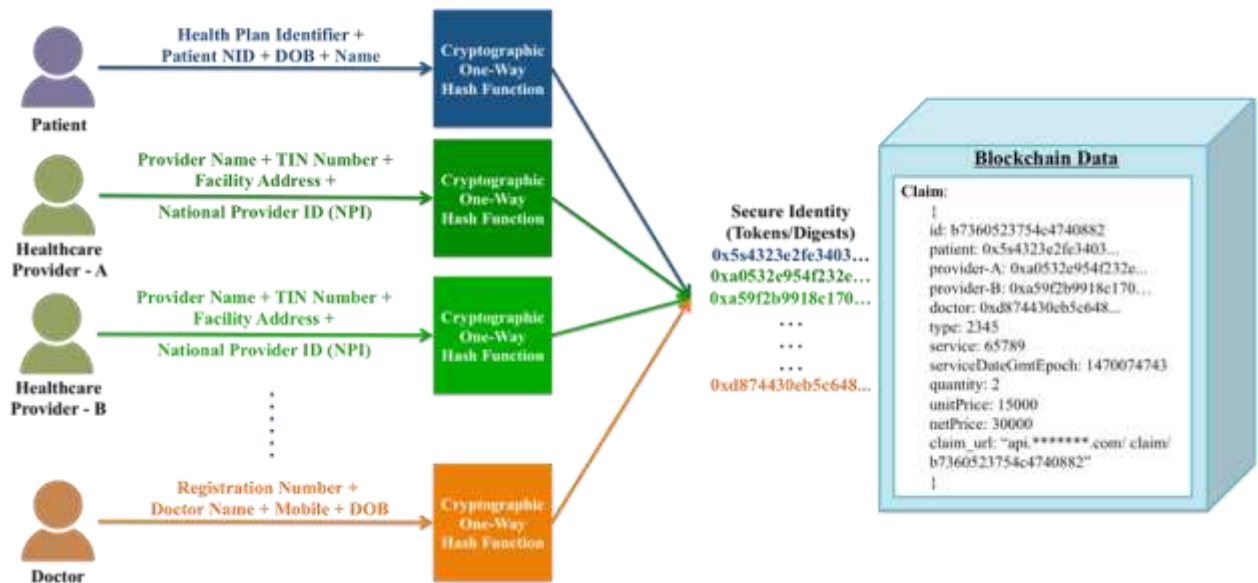 Health Plan Identifier +
Patient NID + DOB + Name
Cryptographic
One-Way
Hash Function
Patient
Provider Name + TIN Number +
Facility Address +
National Provider ID (NPI)
Cryptographic
One-Way
Hash Function
Healthcare
Provider - A
Provider Name + TIN Number +
Facility Address +
National Provider ID (NPI)
Cryptographic
One-Way
Hash Function
Healthcare
Provider - B
Registration Number +
Doctor Name + Mobile + DOB
Cryptographic
One-Way
Hash Function
Doctor
Secure Identity
(Tokens/Digests)
0x5s4323e2fe3403...
0xa0532e954f232e...
0xa59f2b9918c170...
...
...
...
0xd874430eb5c648...
Blockchain Data
Claim:
{
id: b7360523754c4740882
patient: 0x5s4323e2fe3403...
provider-A: 0xa0532e954f232e...
provider-B: 0xa59f2b9918c170...
doctor: 0xd874430eb5c648...
type: 2345
service: 65789
serviceDateGmtEpoch: 1470074743
quantity: 2
unitPrice: 15000
netPrice: 30000
claim_url: “api.*******.com/ claim/
b7360523754c4740882”
}